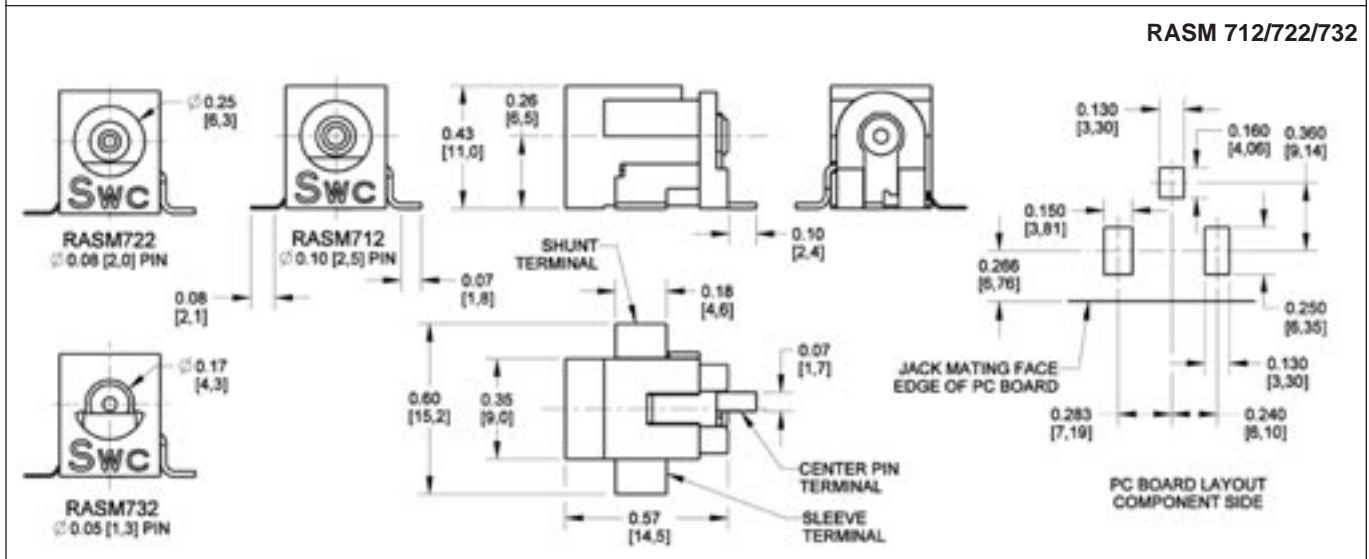 RASM 712/722/732
∅ 0.25
[6,3]
SWC
RASM722
∅ 0.08 [2,0] PIN
SWC
RASM712
∅ 0.10 [2,5] PIN
0.08
[2,1]
0.07
[1,8]
0.43
[11,0]
0.26
[6,5]
0.10
[2,4]
0.130
[3,30]
0.160
[4,06]
0.360
[9,14]
0.150
[3,81]
0.266
[6,76]
0.250
[6,35]
0.130
[3,30]
JACK MATING FACE
EDGE OF PC BOARD
0.283
[7,19]
0.240
[6,10]
PC BOARD LAYOUT
COMPONENT SIDE
∅ 0.17
[4,3]
SWC
RASM732
∅ 0.05 [1,3] PIN
SHUNT
TERMINAL
0.18
[4,6]
0.60
[15,2]
0.35
[9,0]
0.07
[1,7]
CENTER PIN
TERMINAL
SLEEVE
TERMINAL
0.57
[14,5]